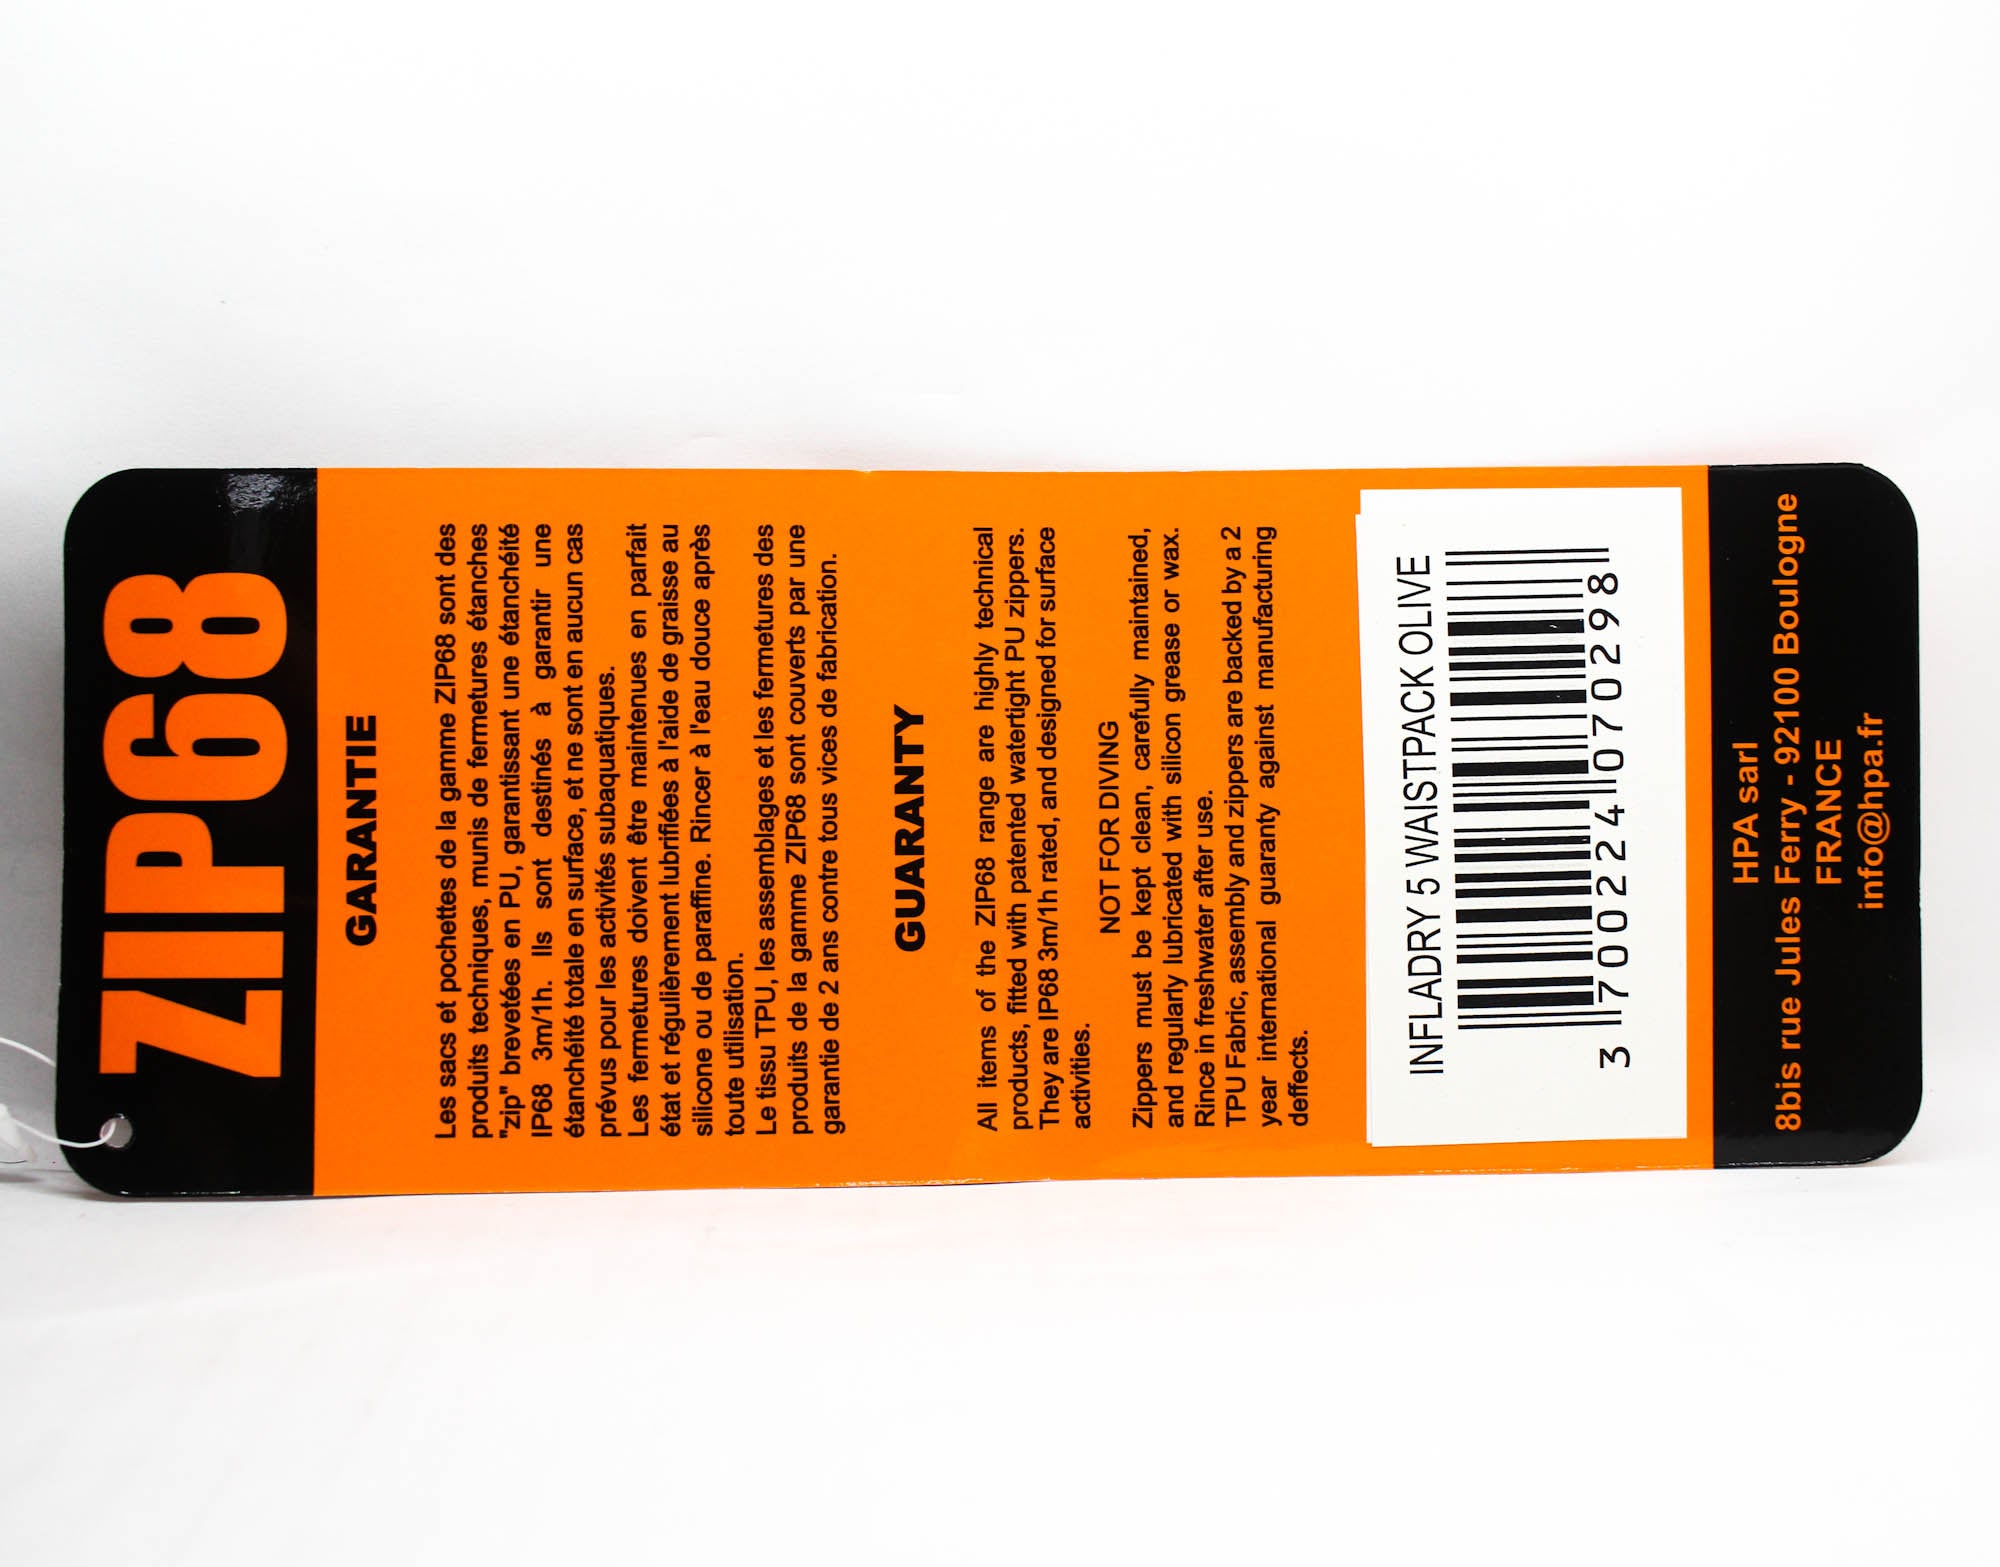 ZIP68
GARANTIE
Les sacs et pochettes de la gamme ZIP68 sont des
produits techniques, munis de fermetures étanches
"zip" brevetées en PU, garantissant une étanchéité
IP68 3m/1h. Ils sont destinés à garantir une
étanchéité totale en surface, et ne sont en aucun cas
prévus pour les activités subaquatiques.
Les fermetures doivent être maintenues en parfait
état et régulièrement lubrifiées à l'aide de graisse au
silicone ou de paraffine. Rincer à l'eau douce après
toute utilisation.
Le tissu TPU, les assemblages et les fermetures des
produits de la gamme ZIP68 sont couverts par une
garantie de 2 ans contre tous vices de fabrication.
GUARANTY
All items of the ZIP68 range are highly technical
products, fitted with patented watertight PU zippers.
They are IP68 3m/1h rated, and designed for surface
activities.
NOT FOR DIVING
Zippers must be kept clean, carefully maintained,
and regularly lubricated with silicon grease or wax.
Rince in freshwater after use.
TPU Fabric, assembly and zippers are backed by a 2
year international guaranty against manufacturing
deffects.
INFLADRY 5 WAISTPACK OLIVE
3 700224 070298
HPA sarl
8bis rue Jules Ferry - 92100 Boulogne
FRANCE
info@hpa.fr